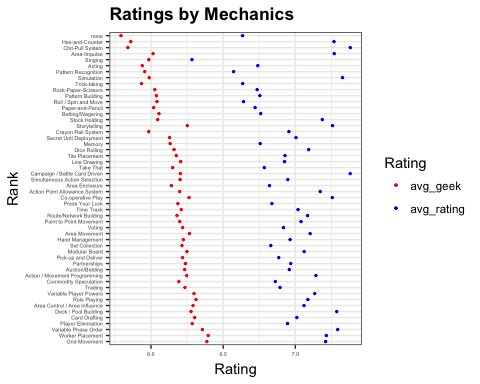 Ratings by Mechanics
none
Hex-and-Counter
Chit-Pull System
Area-Impulse
Singing
Acting
Pattern Recognition
Simulation
Trick-taking
Rock-Paper-Scissors
Pattern Building
Roll / Spin and Move
Paper-and-Pencil
Betting/Wagering
Stock Holding
Storytelling
Crayon Rail System
Secret Unit Deployment
Memory
Dice Rolling
Tile Placement
Line Drawing
Take That
Campaign / Battle Card Driven
Simultaneous Action Selection
Area Enclosure
Action Point Allowance System
Co-operative Play
Press Your Luck
Time Track
Route/Network Building
Point to Point Movement
Voting
Area Movement
Hand Management
Set Collection
Modular Board
Pick-up and Deliver
Partnerships
Auction/Bidding
Action / Movement Programming
Commodity Speculation
Trading
Variable Player Powers
Role Playing
Area Control / Area Influence
Deck / Pool Building
Card Drafting
Player Elimination
Variable Phase Order
Worker Placement
Grid Movement
Rank
6.0 6.5 7.0
Rating
Rating
avg_geek
avg_rating